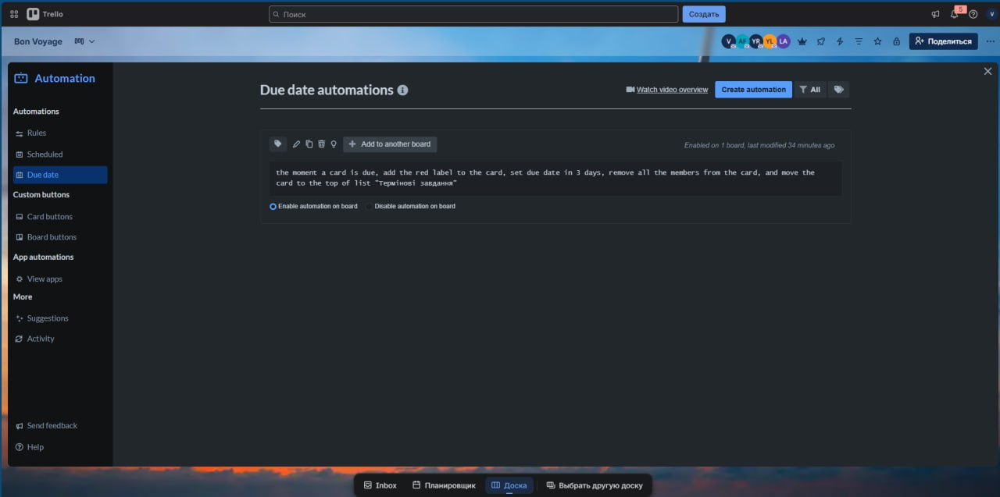 Trello
Поиск
Создать
5
V
Bon Voyage
V AF YR YL LA
Поделиться
Automation
Automations
Rules
Scheduled
Due date
Custom buttons
Card buttons
Board buttons
App automations
View apps
More
Suggestions
Activity
Send feedback
Help
Due date automations
Watch video overview
Create automation
All
Add to another board
Enabled on 1 board, last modified 34 minutes ago
the moment a card is due, add the red label to the card, set due date in 3 days, remove all the members from the card, and move the
card to the top of list "Термінові завдання"
Enable automation on board
Disable automation on board
Inbox
Планировщик
Доска
Выбрать другую доску